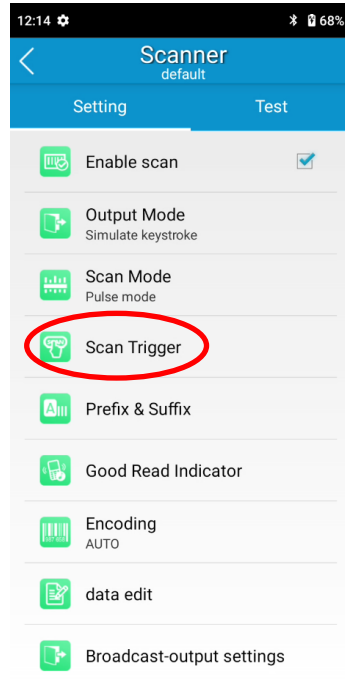 12:14 68%
Scanner
default
Setting Test
Enable scan
Output Mode
Simulate keystroke
Scan Mode
Pulse mode
Scan Trigger
Prefix & Suffix
Good Read Indicator
Encoding
AUTO
data edit
Broadcast-output settings